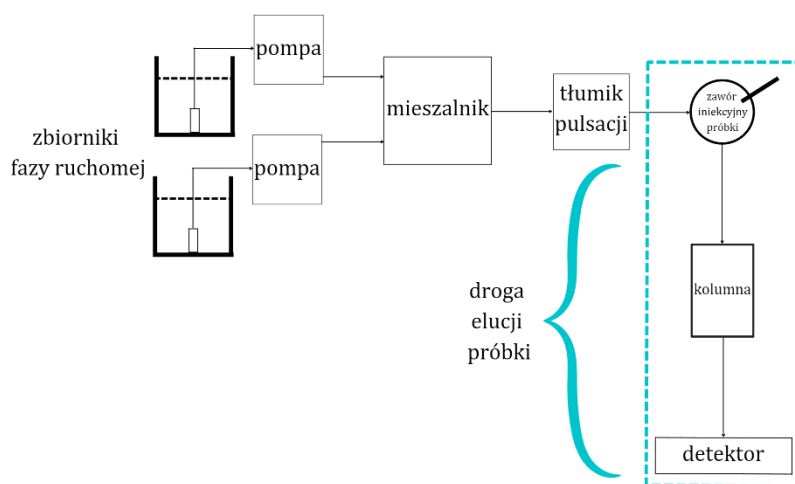 pompa
mieszalnik
tłumik
pulsacji
zawór
iniekcyjny
próbki
zbiorniki
fazy ruchomej
pompa
kolumna
droga
elucji
próbki
detektor